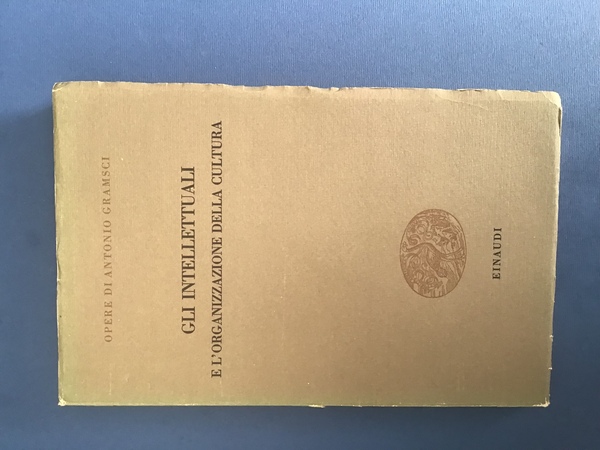 OPERE DI ANTONIO GRAMSCI
GLI INTELLETTUALI
E L'ORGANIZZAZIONE DELLA CULTURA
EINAUDI